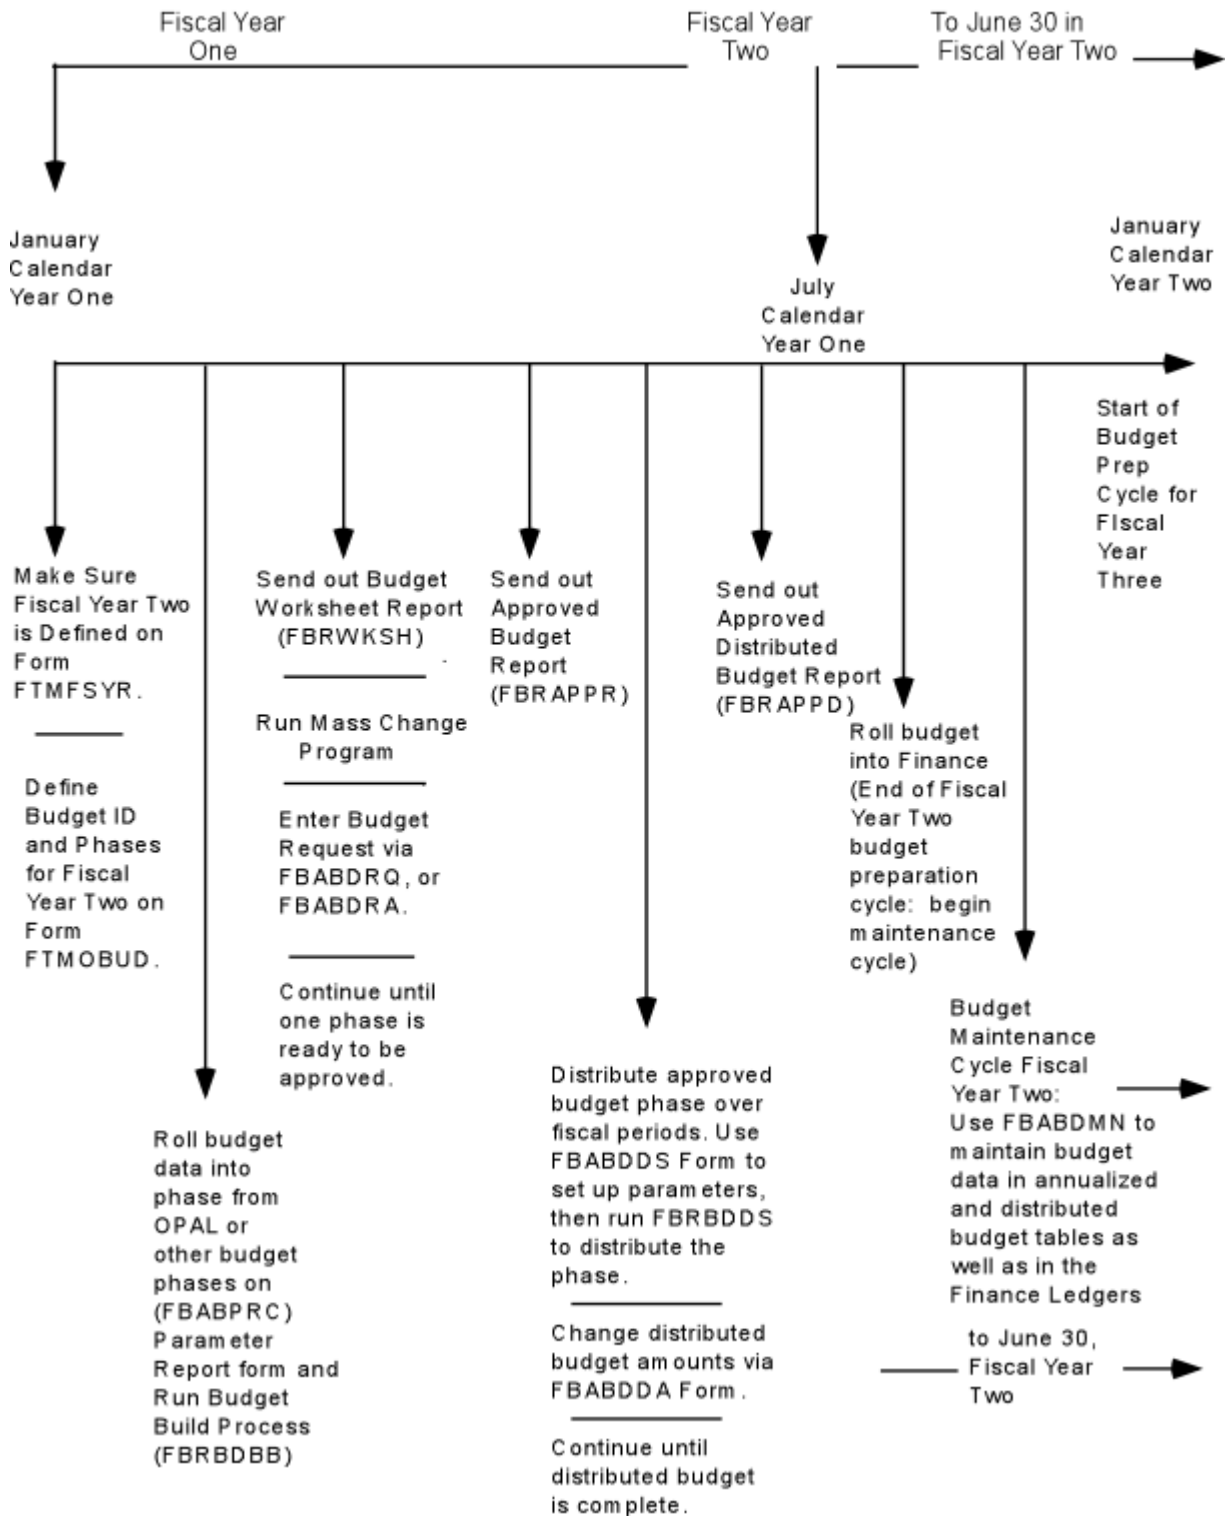 Fiscal Year
One
Fiscal Year
Two
To June 30 in
Fiscal Year Two
January
Calendar
Year One
July
Calendar
Year One
January
Calendar
Year Two
Make Sure
Fiscal Year Two
is Defined on
Form
FTMFSYR.
Define
Budget ID
and Phases
for Fiscal
Year Two on
Form
FTMOBUD.
Roll budget
data into
phase from
OPAL or
other budget
phases on
(FBABPRC)
Parameter
Report form and
Run Budget
Build Process
(FBRBDBB)
Send out Budget
Worksheet Report
(FBRWKSH)
Run Mass Change
Program
Enter Budget
Request via
FBABDRQ, or
FBABDRA.
Continue until
one phase is
ready to be
approved.
Send out
Approved
Budget
Report
(FBRAPPR)
Distribute approved
budget phase over
fiscal periods. Use
FBABDDS Form to
set up parameters,
then run FBRBDDS
to distribute the
phase.
Change distributed
budget amounts via
FBABDDA Form.
Continue until
distributed budget
is complete.
Send out
Approved
Distributed
Budget Report
(FBRAPPD)
Roll budget
into Finance
(End of Fiscal
Year Two
budget
preparation
cycle: begin
maintenance
cycle)
Budget
Maintenance
Cycle Fiscal
Year Two:
Use FBABDMN to
maintain budget
data in annualized
and distributed
budget tables as
well as in the
Finance Ledgers
to June 30,
Fiscal Year
Two
Start of
Budget
Prep
Cycle for
FIscal
Year
Three